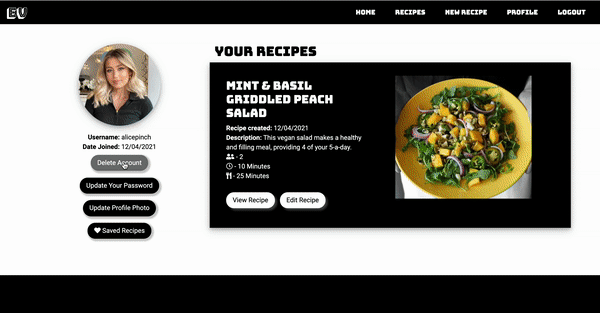 EV
HOME
RECIPES
NEW RECIPE
PROFILE
LOGOUT
Username: alicepinch
Date Joined: 12/04/2021
Delete Account
Update Your Password
Update Profile Photo
Saved Recipes
YOUR RECIPES
MINT & BASIL
GRIDDLED PEACH
SALAD
Recipe created: 12/04/2021
Description: This vegan salad makes a healthy
and filling meal, providing 4 of your 5-a-day.
- 2
- 10 Minutes
- 25 Minutes
View Recipe
Edit Recipe